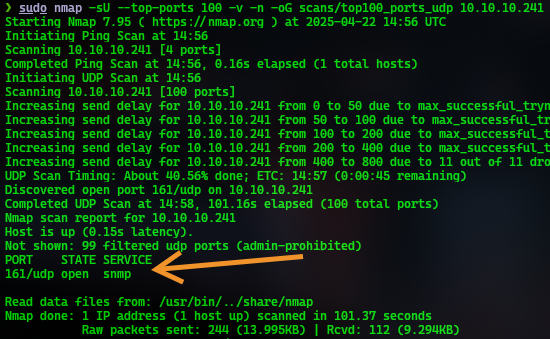 ❯ sudo nmap -sU --top-ports 100 -v -n -oG scans/top100_ports_udp 10.10.10.241
Starting Nmap 7.95 ( https://nmap.org ) at 2025-04-22 14:56 UTC
Initiating Ping Scan at 14:56
Scanning 10.10.10.241 [4 ports]
Completed Ping Scan at 14:56, 0.16s elapsed (1 total hosts)
Initiating UDP Scan at 14:56
Scanning 10.10.10.241 [100 ports]
Increasing send delay for 10.10.10.241 from 0 to 50 due to max_successful_tryn
Increasing send delay for 10.10.10.241 from 50 to 100 due to max_successful_t
Increasing send delay for 10.10.10.241 from 100 to 200 due to max_successful_
Increasing send delay for 10.10.10.241 from 200 to 400 due to max_successful_
Increasing send delay for 10.10.10.241 from 400 to 800 due to 11 out of 11 dro
UDP Scan Timing: About 40.56% done; ETC: 14:57 (0:00:45 remaining)
Discovered open port 161/udp on 10.10.10.241
Completed UDP Scan at 14:58, 101.16s elapsed (100 total ports)
Nmap scan report for 10.10.10.241
Host is up (0.15s latency).
Not shown: 99 filtered udp ports (admin-prohibited)
PORT    STATE SERVICE
161/udp open  snmp
Read data files from: /usr/bin/../share/nmap
Nmap done: 1 IP address (1 host up) scanned in 101.37 seconds
Raw packets sent: 244 (13.995KB) | Rcvd: 112 (9.294KB)